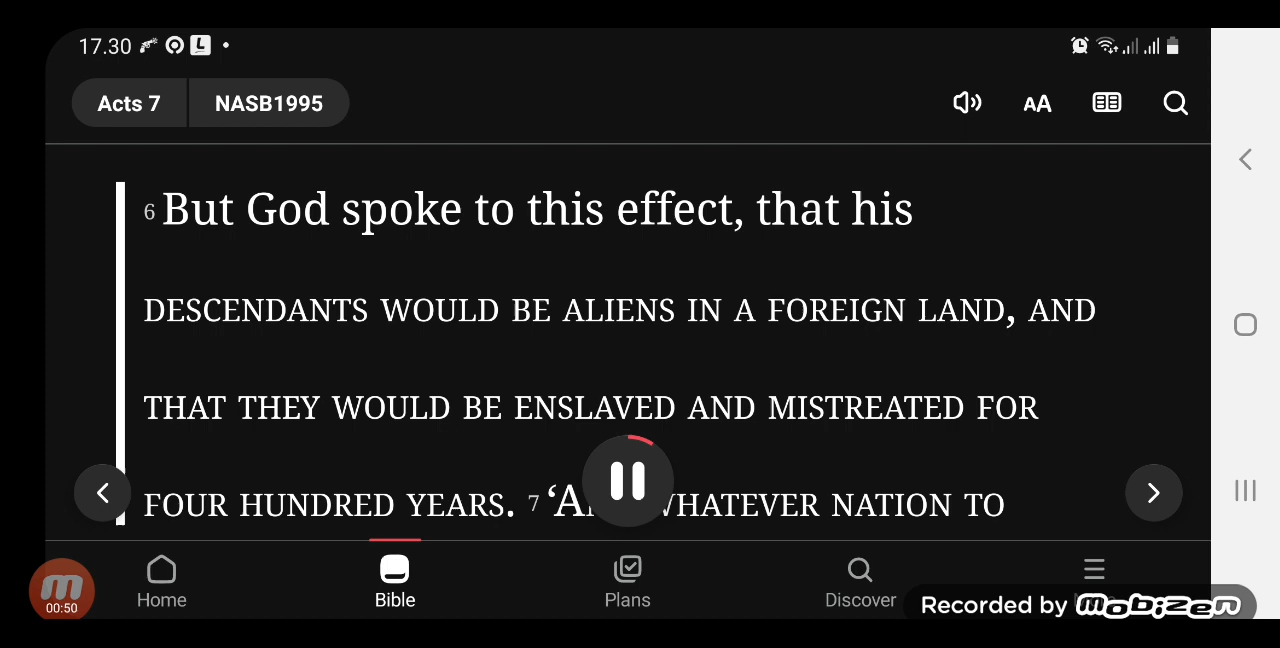 17.30 L
Acts 7 NASB1995 AA
6 But God spoke to this effect, that his
DESCENDANTS WOULD BE ALIENS IN A FOREIGN LAND, AND
THAT THEY WOULD BE ENSLAVED AND MISTREATED FOR
FOUR HUNDRED YEARS. 7 ‘A WHATEVER NATION TO
Home Bible Plans Discover
m
00:50
Recorded by mobizen